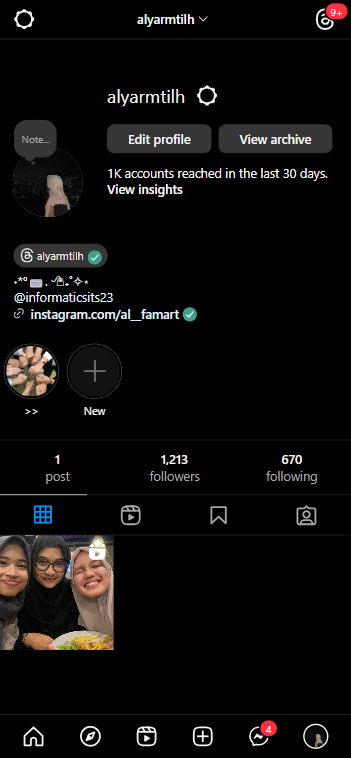 alyarmtilh
9+
alyarmtilh
Note...
Edit profile
View archive
1K accounts reached in the last 30 days.
View insights
alyarmtilh
@informaticsits23
instagram.com/al__famart
>>
New
1
post
1,213
followers
670
following
4